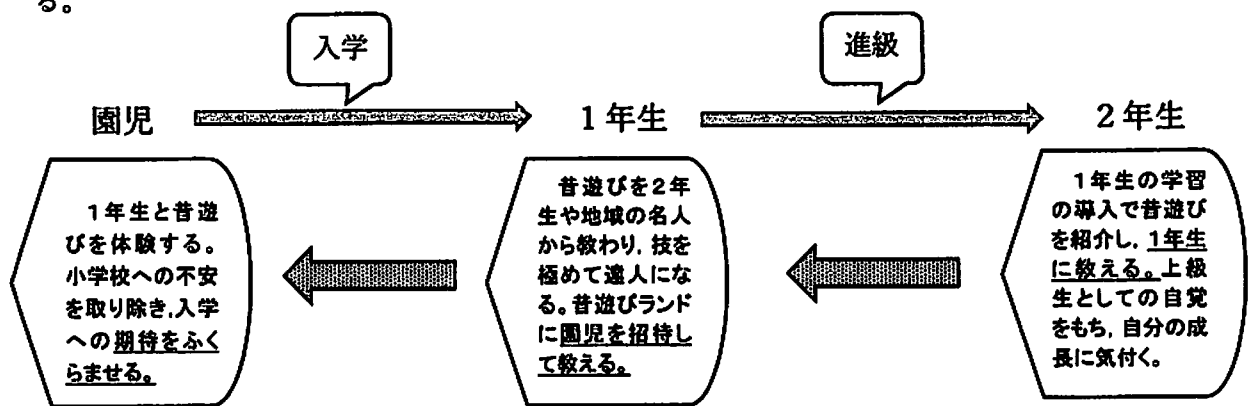 る。
入学
進級
園児
1年生
2年生
1年生と昔遊
びを体験する。
小学校への不安
を取り除き,入学
への期待をふく
らませる。
昔遊びを2年
生や地域の名人
から教わり,技を
極めて達人にな
る。昔遊びランド
に園児を招待し
て教える。
1年生の学習
の導入で昔遊び
を紹介し,1年生
に教える。上級
生としての自覚
をもち,自分の成
長に気付く。